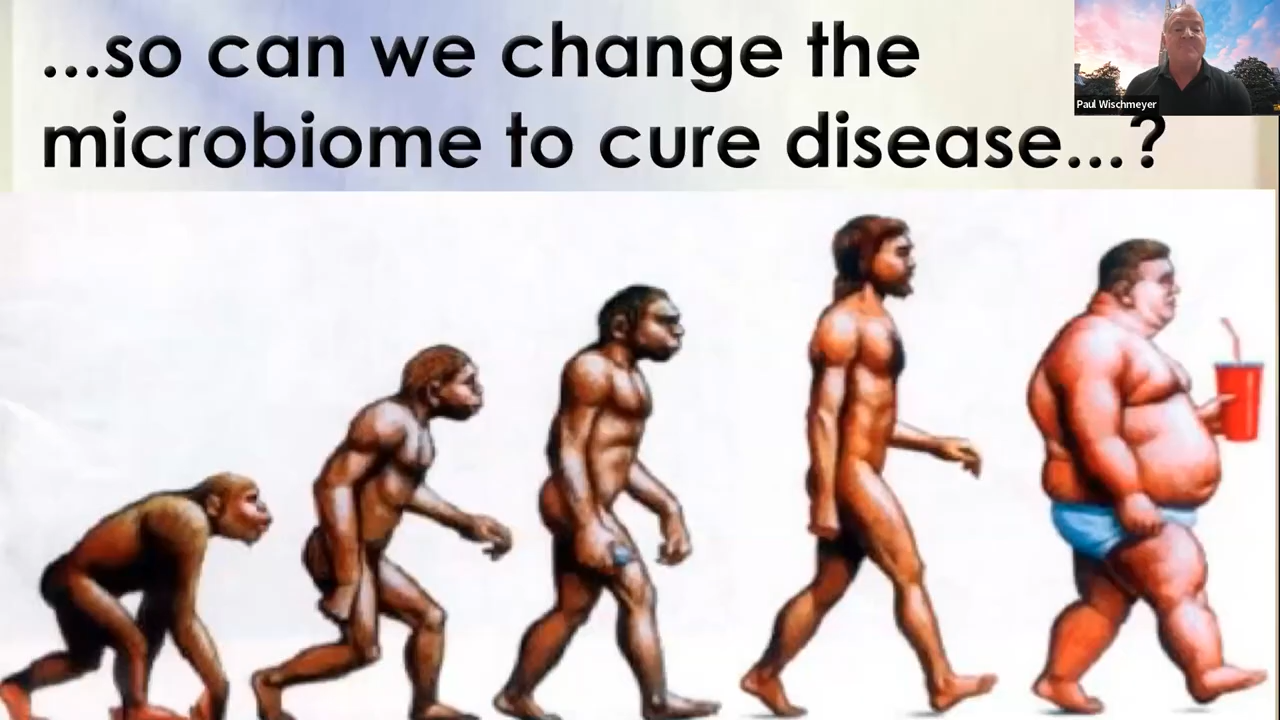 ...so can we change the
microbiome to cure disease...?
Paul Wischmeyer